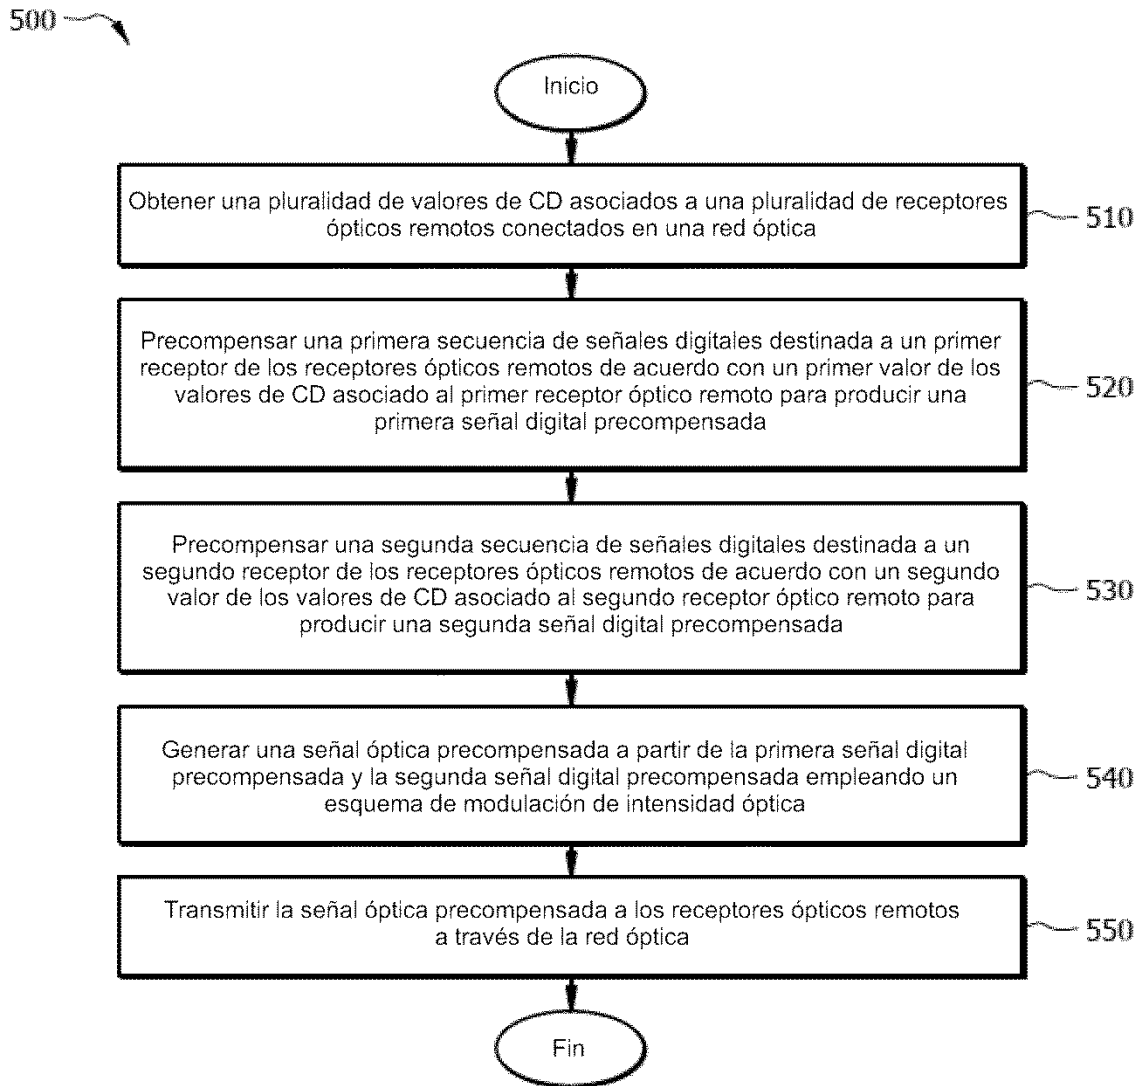 500
Inicio
Obtener una pluralidad de valores de CD asociados a una pluralidad de receptores
ópticos remotos conectados en una red óptica
510
Precompensar una primera secuencia de señales digitales destinada a un primer
receptor de los receptores ópticos remotos de acuerdo con un primer valor de los
valores de CD asociado al primer receptor óptico remoto para producir una
primera señal digital precompensada
520
Precompensar una segunda secuencia de señales digitales destinada a un
segundo receptor de los receptores ópticos remotos de acuerdo con un segundo
valor de los valores de CD asociado al segundo receptor óptico remoto para
producir una segunda señal digital precompensada
530
Generar una señal óptica precompensada a partir de la primera señal digital
precompensada y la segunda señal digital precompensada empleando un
esquema de modulación de intensidad óptica
540
Transmitir la señal óptica precompensada a los receptores ópticos remotos
a través de la red óptica
550
Fin